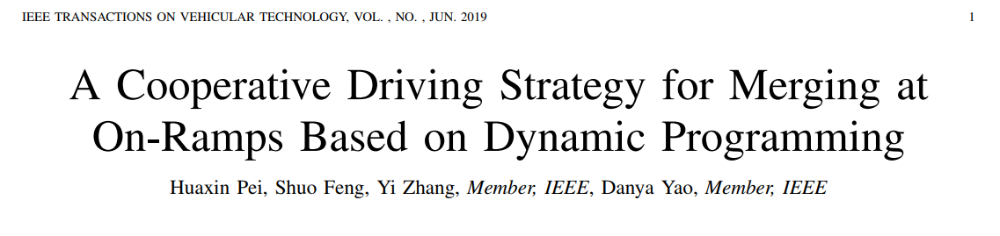 IEEE TRANSACTIONS ON VEHICULAR TECHNOLOGY, VOL. , NO. , JUN. 2019 1
A Cooperative Driving Strategy for Merging at
On-Ramps Based on Dynamic Programming
Huaxin Pei, Shuo Feng, Yi Zhang, Member, IEEE, Danya Yao, Member, IEEE